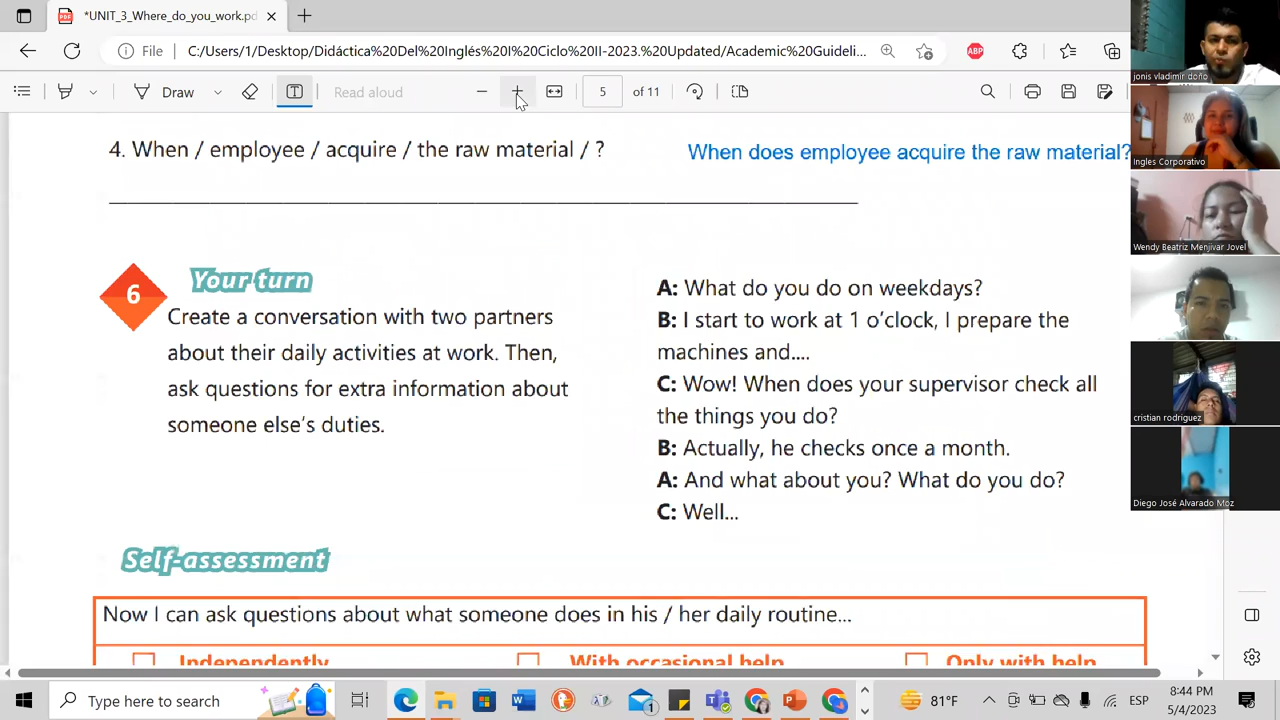 *UNIT_3_Where_do_you_work.pd
File
C:/Users/1/Desktop/Didáctica%20Del%20Inglés%20I%20Ciclo%20II-2023.%20Updated/Academic%20Guideli...
ABP
Draw
Read aloud
5
of 11
4. When / employee / acquire / the raw material / ?
When does employee acquire the raw material?
6
Your turn
Create a conversation with two partners
about their daily activities at work. Then,
ask questions for extra information about
someone else's duties.
A: What do you do on weekdays?
B: I start to work at 1 o'clock, I prepare the
machines and....
C: Wow! When does your supervisor check all
the things you do?
B: Actually, he checks once a month.
A: And what about you? What do you do?
C: Well...
Self-assessment
Now I can ask questions about what someone does in his / her daily routine...
Independently
With occasional help
Only with help
jonis vladimir doño
Ingles Corporativo
Wendy Beatriz Menjivar Jovel
cristian rodriguez
Diego José Alvarado Moz
Type here to search
1
81°F
ESP
8:44 PM
5/4/2023